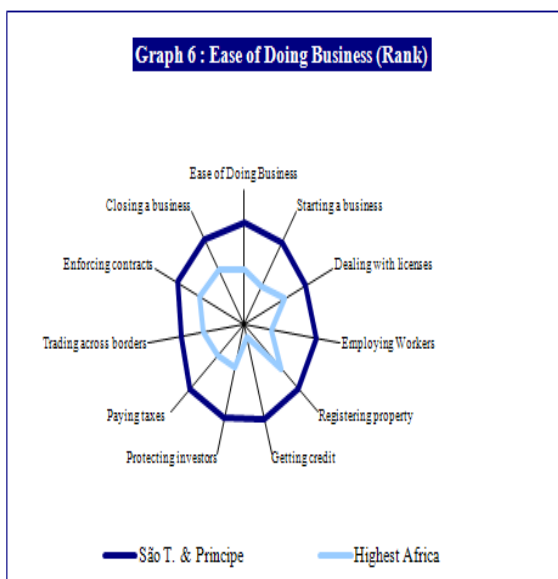 Graph 6 : Ease of Doing Business (Rank)
Ease of Doing Business
Closing a business
Starting a business
Enforcing contracts
Dealing with licenses
Trading across borders
Employing Workers
Paying taxes
Registering property
Protecting investors
Getting credit
São T. & Principe
Highest Africa